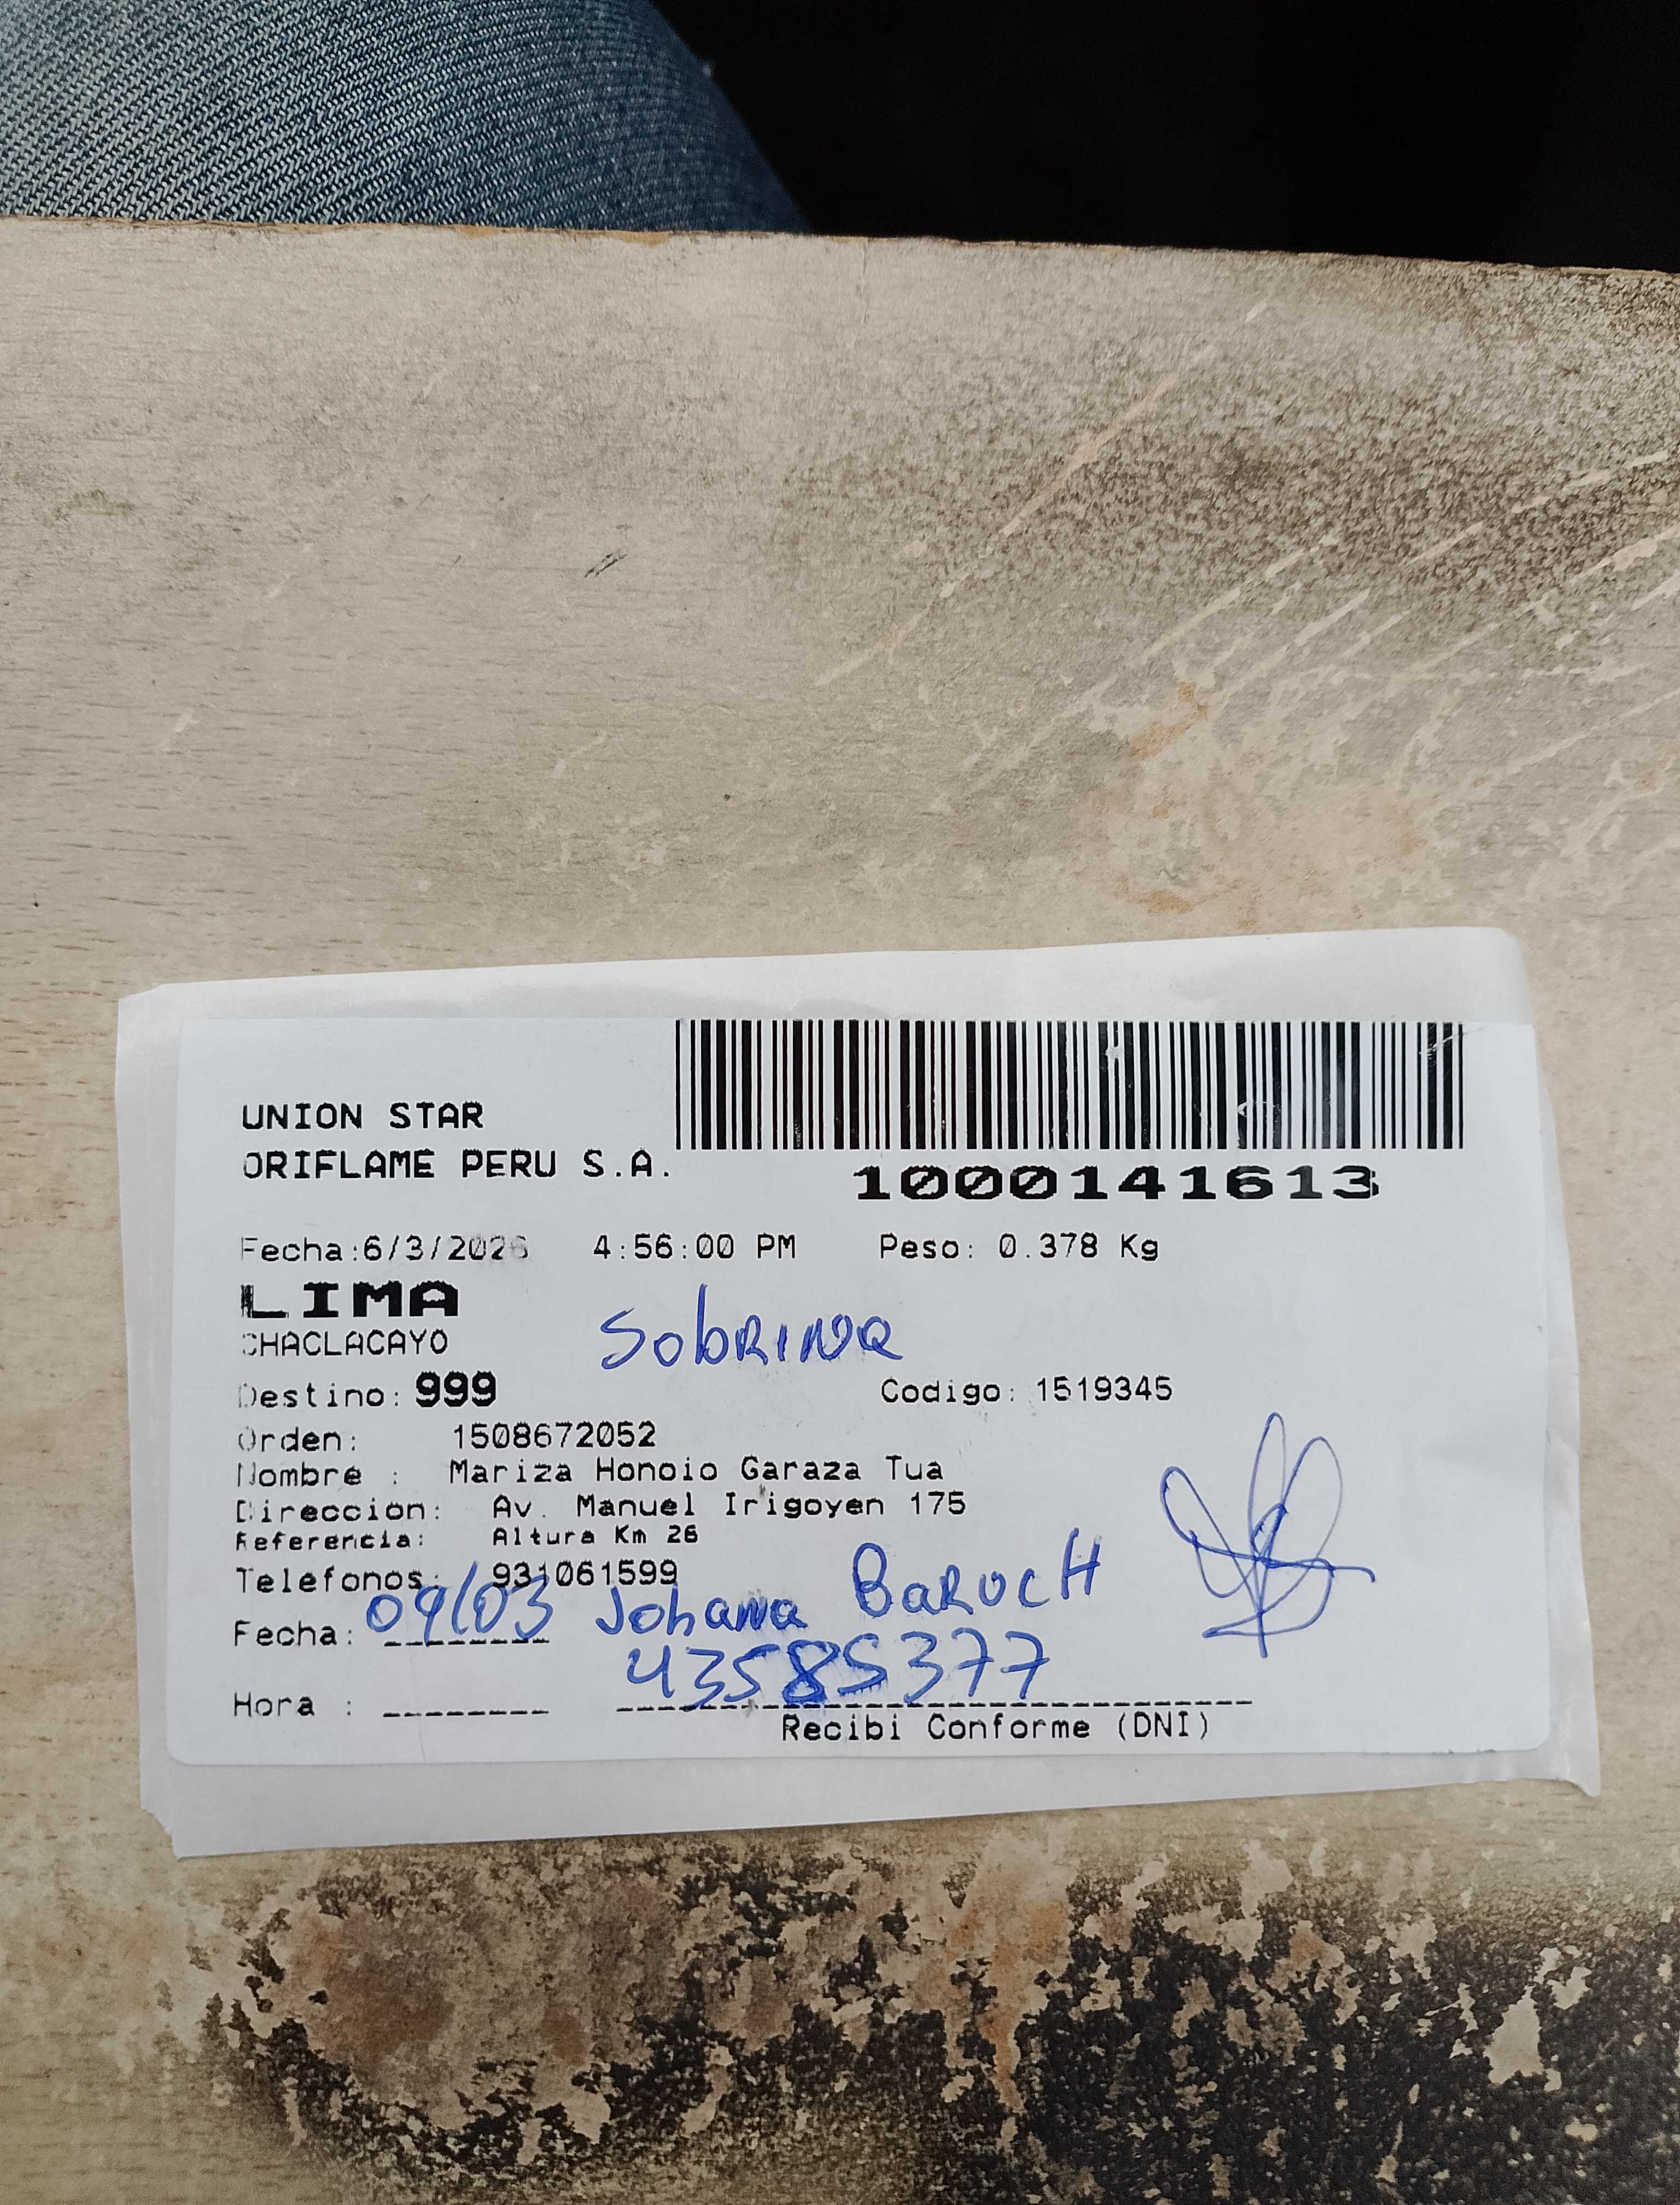 UNION STAR
ORIFLAME PERU S.A.
1000141613
Fecha:6/3/2026 4:56:00 PM Peso: 0.378 Kg
LIMA
CHACLACAYO
Sobrina
Destino: 999 Codigo: 1519345
Orden: 1508672052
Nombre : Mariza Honoio Garaza Tua
Direccion: Av. Manuel Irigoyen 175
Referencia: Altura Km 26
Telefonos: 931061599
Fecha: 09/03 Johana Baruch
43585377
Hora : ________
Recibi Conforme (DNI)